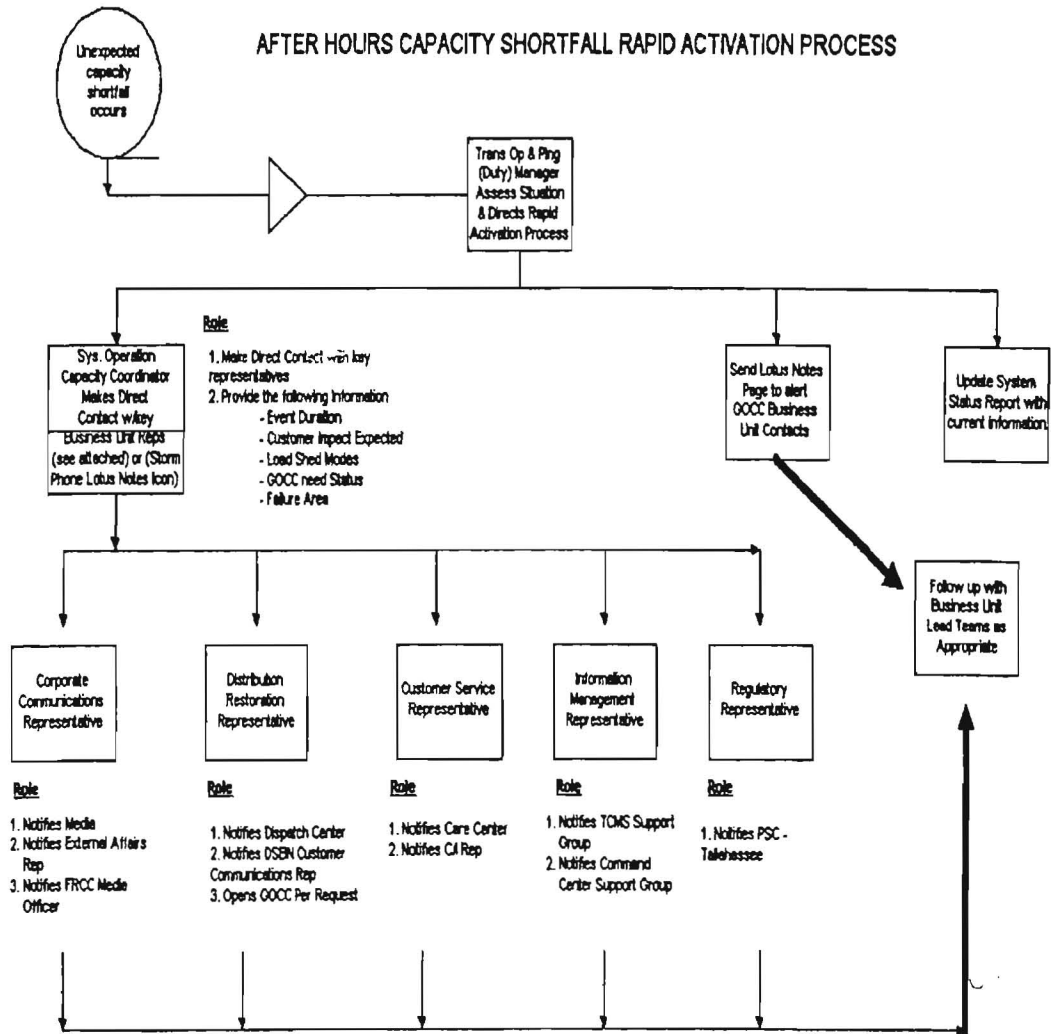 AFTER HOURS CAPACITY SHORTFALL RAPID ACTIVATION PROCESS
Unexpected
capacity
shortfall
occurs
Trans Op & Plng
(Duty) Manager
Assess Situation
& Directs Rapid
Activation Process
Sys. Operation
Capacity Coordinator
Makes Direct
Contact w/key
Business Unit Reps
(see attached) or (Storm
Phone Lotus Notes Icon)
Role
1. Make Direct Contact with key
representatives
2. Provide the following Information
- Event Duration
- Customer Impact Expected
- Load Shed Modes
- GOCC need Status
- Failure Area
Send Lotus Notes
Page to alert
GOCC Business
Unit Contacts
Update System
Status Report with
current information.
Follow up with
Business Unit
Lead Teams as
Appropriate
Corporate
Communications
Representative
Distribution
Restoration
Representative
Customer Service
Representative
Information
Management
Representative
Regulatory
Representative
Role
1. Notifies Media
2. Notifies External Affairs
Rep
3. Notifies FRCC Media
Officer
Role
1. Notifies Dispatch Center
2. Notifies DSBN Customer
Communications Rep
3. Opens GOCC Per Request
Role
1. Notifies Care Center
2. Notifies C/I Rep
Role
1. Notifies TCMS Support
Group
2. Notifies Command
Center Support Group
Role
1. Notifies PSC -
Tallahassee